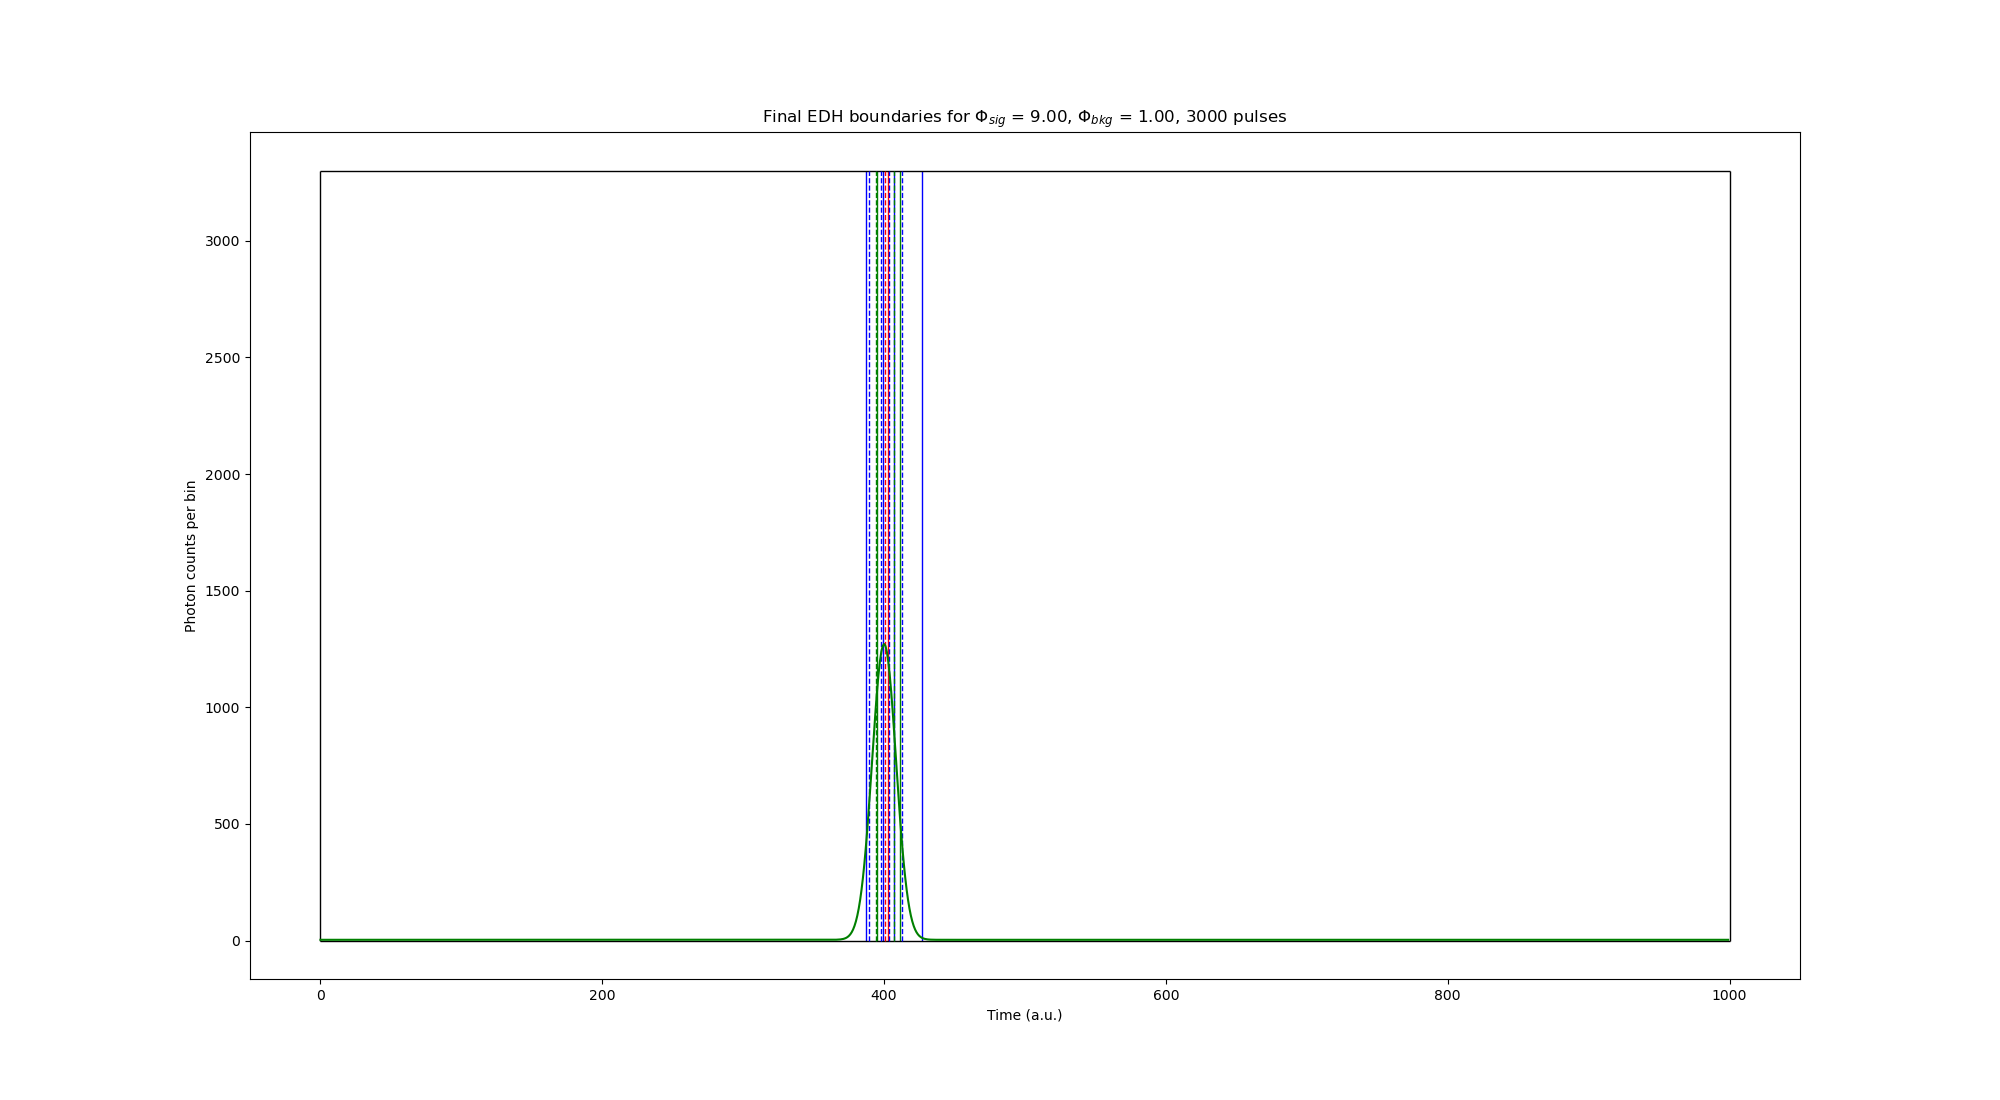 Final EDH boundaries for Φsig = 9.00, Φbkg = 1.00, 3000 pulses
Photon counts per bin
3000
2500
2000
1500
1000
500
0
0 200 400 600 800 1000
Time (a.u.)